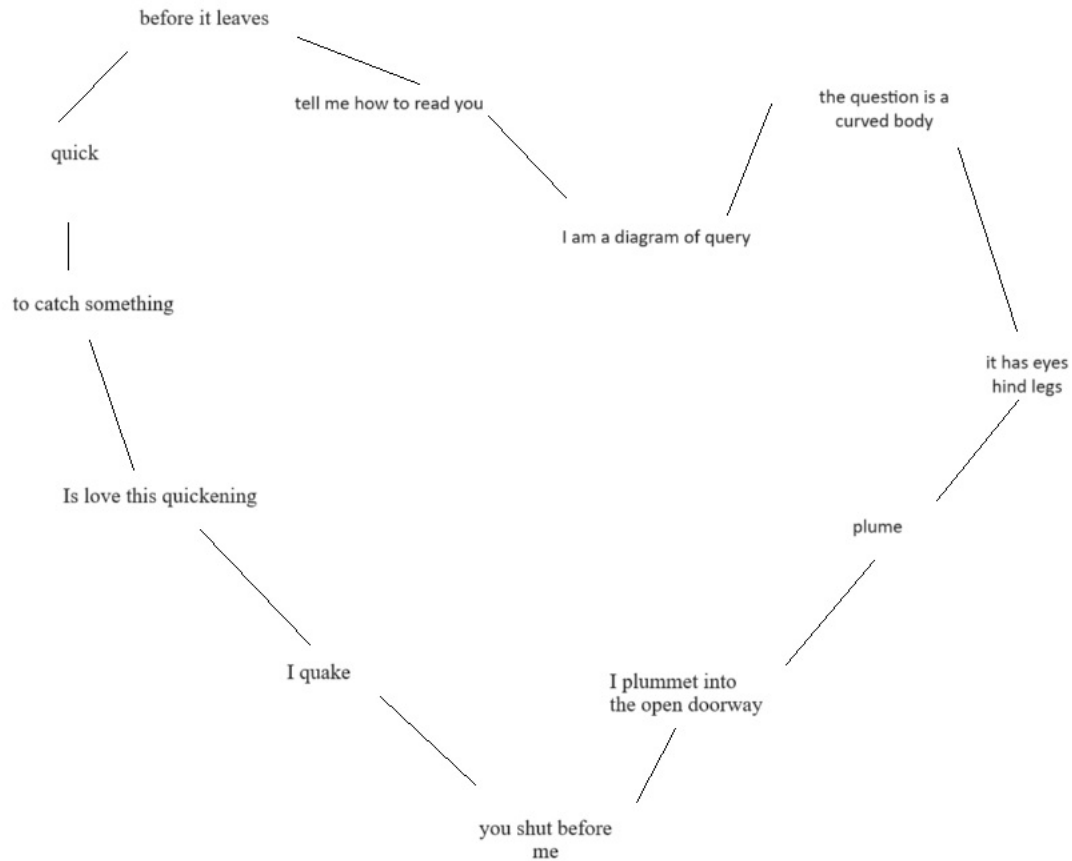 before it leaves
tell me how to read you
the question is a
curved body
quick
I am a diagram of query
to catch something
it has eyes
hind legs
Is love this quickening
plume
I quake
I plummet into
the open doorway
you shut before
me